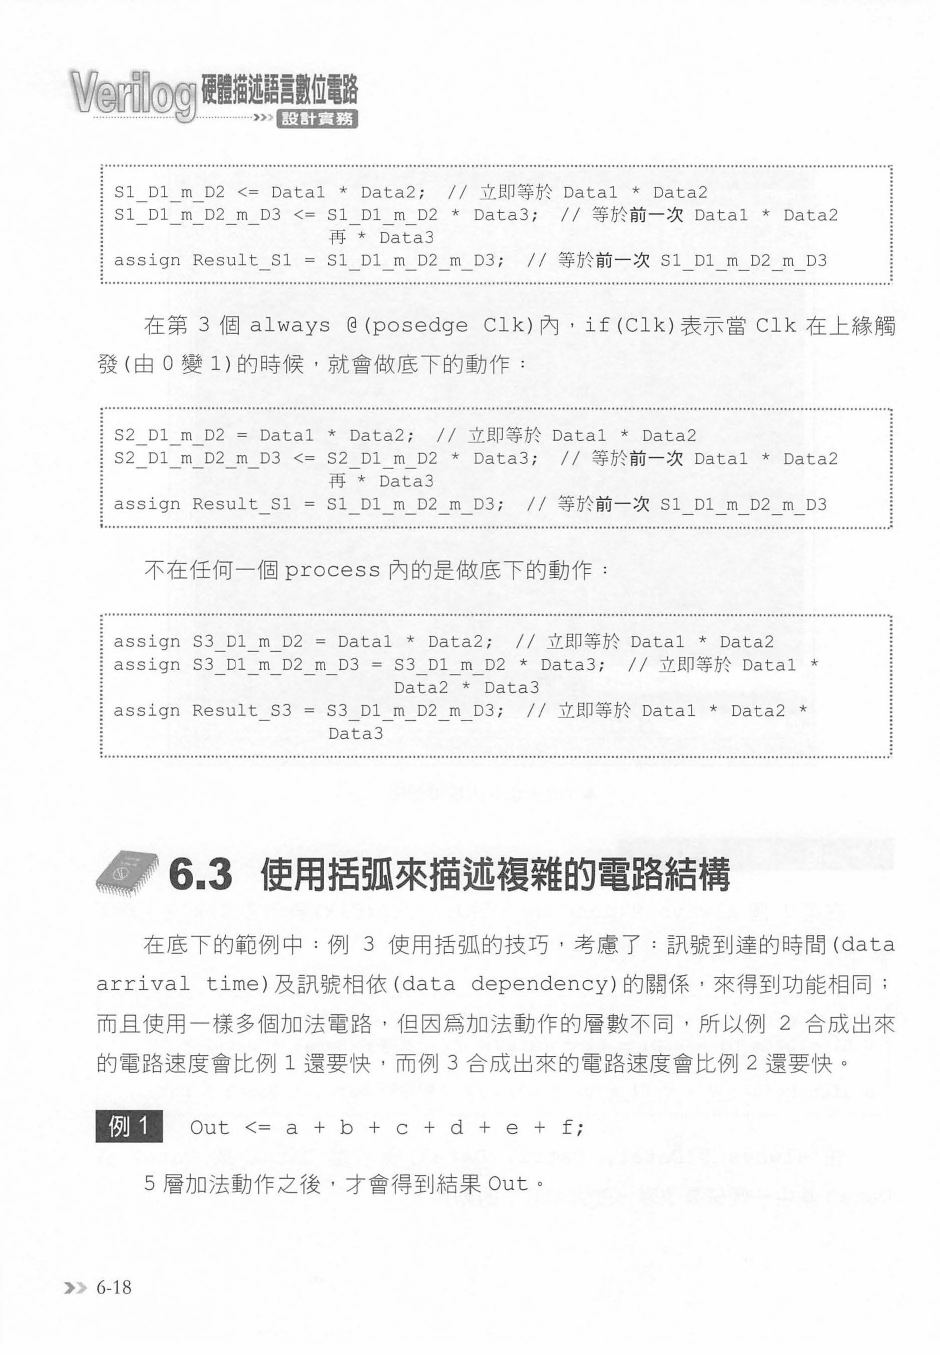 Verilog 硬體描述語言數位電路
設計實務
S1_D1_m_D2 <= Data1 * Data2; // 立即等於 Data1 * Data2
S1_D1_m_D2_m_D3 <= S1_D1_m_D2 * Data3; // 等於前一次 Data1 * Data2
再 * Data3
assign Result_S1 = S1_D1_m_D2_m_D3; // 等於前一次 S1_D1_m_D2_m_D3
在第 3 個 always @(posedge Clk)內，if(Clk)表示當 Clk 在上緣觸
發(由 0 變 1)的時候，就會做底下的動作：
S2_D1_m_D2 = Data1 * Data2; // 立即等於 Data1 * Data2
S2_D1_m_D2_m_D3 <= S2_D1_m_D2 * Data3; // 等於前一次 Data1 * Data2
再 * Data3
assign Result_S1 = S1_D1_m_D2_m_D3; // 等於前一次 S1_D1_m_D2_m_D3
不在任何一個 process 內的是做底下的動作：
assign S3_D1_m_D2 = Data1 * Data2; // 立即等於 Data1 * Data2
assign S3_D1_m_D2_m_D3 = S3_D1_m_D2 * Data3; // 立即等於 Data1 *
Data2 * Data3
assign Result_S3 = S3_D1_m_D2_m_D3; // 立即等於 Data1 * Data2 *
Data3
6.3 使用括弧來描述複雜的電路結構
在底下的範例中：例 3 使用括弧的技巧，考慮了：訊號到達的時間(data
arrival time)及訊號相依(data dependency)的關係，來得到功能相同；
而且使用一樣多個加法電路，但因為加法動作的層數不同，所以例 2 合成出來
的電路速度會比例 1 還要快，而例 3 合成出來的電路速度會比例 2 還要快。
例 1 Out <= a + b + c + d + e + f;
5 層加法動作之後，才會得到結果 Out。
6-18